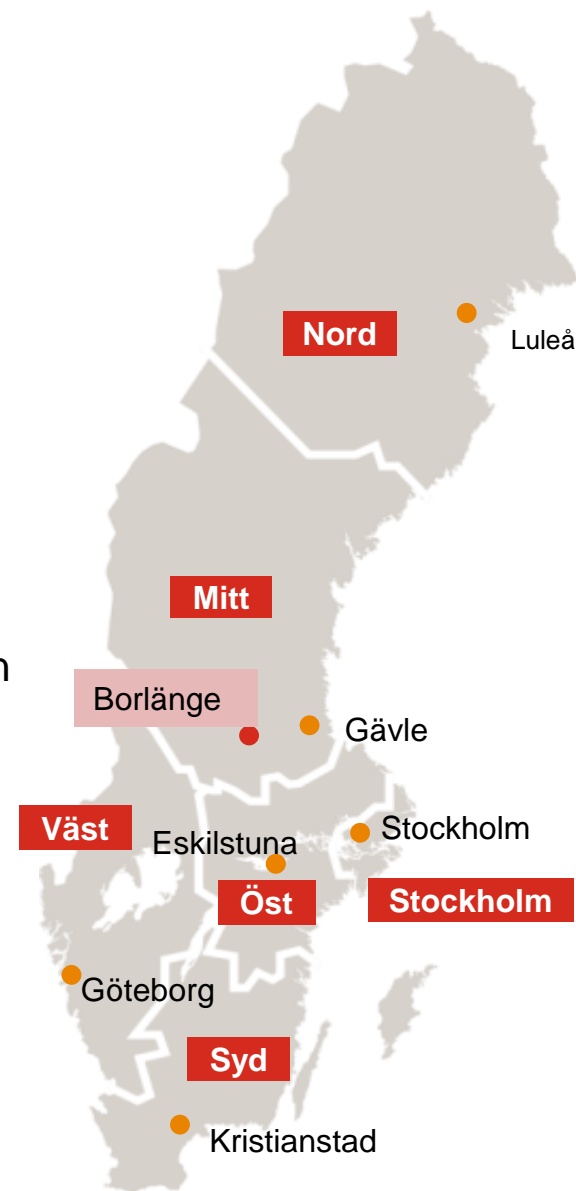 Nord
Luleå
Mitt
n
Borlänge
Gävle
Väst
Eskilstuna
Stockholm
Öst
Stockholm
Göteborg
Syd
Kristianstad